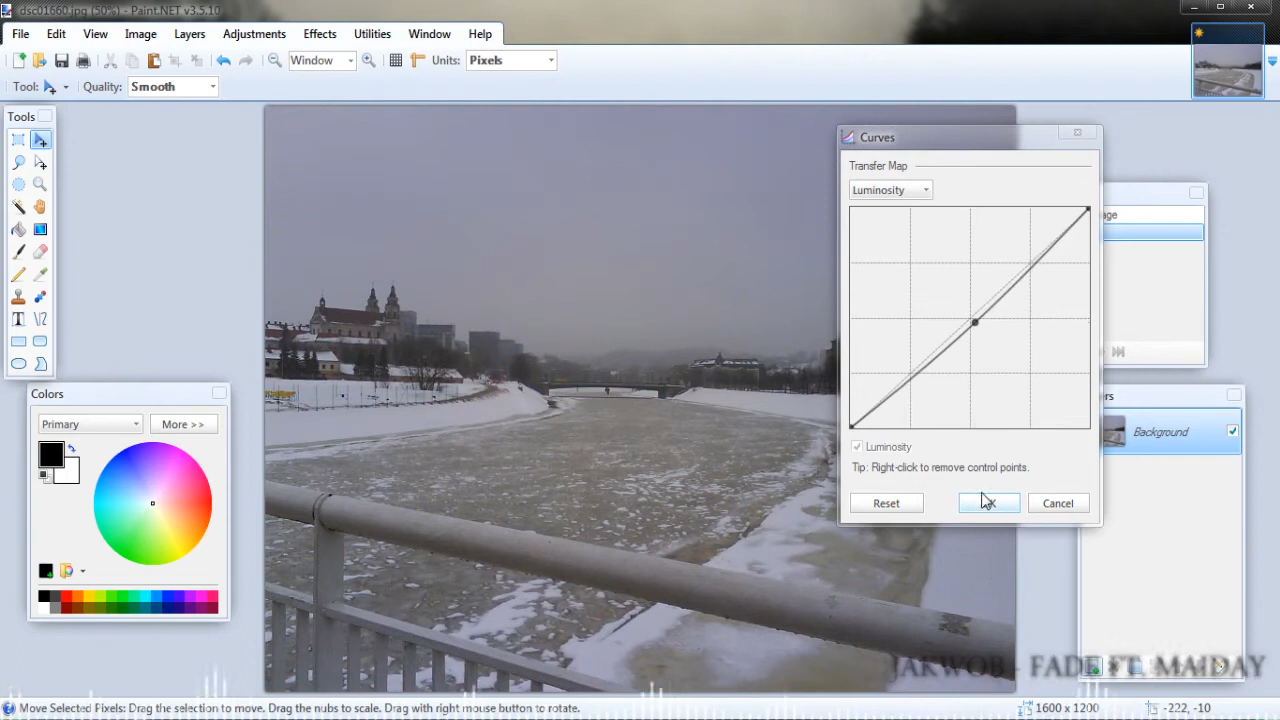 dsc01660.jpg (50%) - Paint.NET v3.5.10
File Edit View Image Layers Adjustments Effects Utilities Window Help
Window Units: Pixels
Tool: Quality: Smooth
Tools
Curves
Transfer Map
Luminosity
Luminosity
Tip: Right-click to remove control points.
Reset Cancel
Colors
Primary More >>
Background
JAKWOB - FADE FT. MAIDAY
Move Selected Pixels: Drag the selection to move. Drag the nubs to scale. Drag with right mouse button to rotate.
1600 x 1200 -222, -10